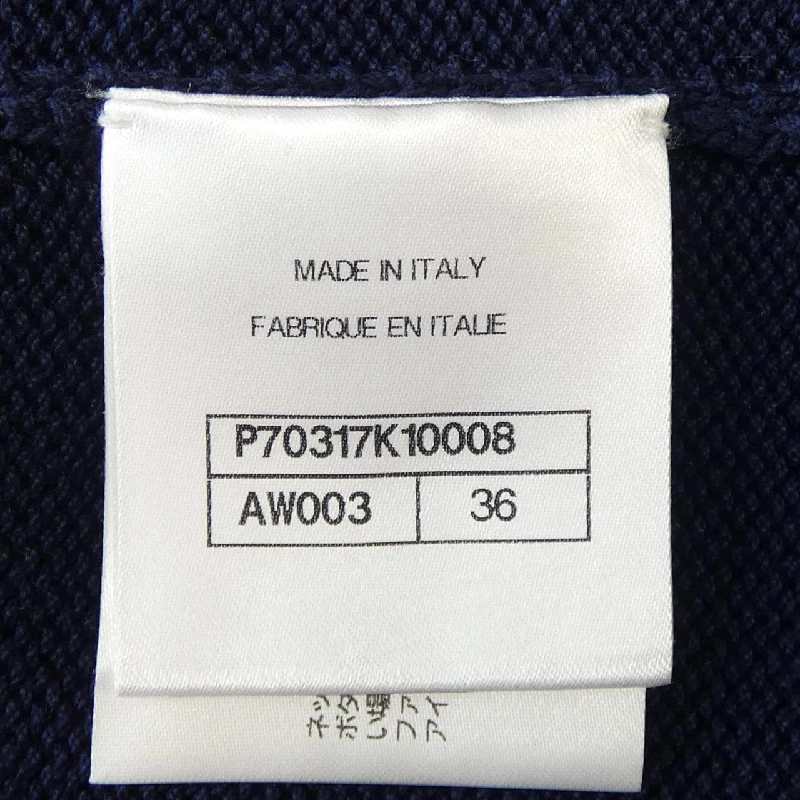 MADE IN ITALY
FABRIQUE EN ITALIE
P70317K10008
AW003 36